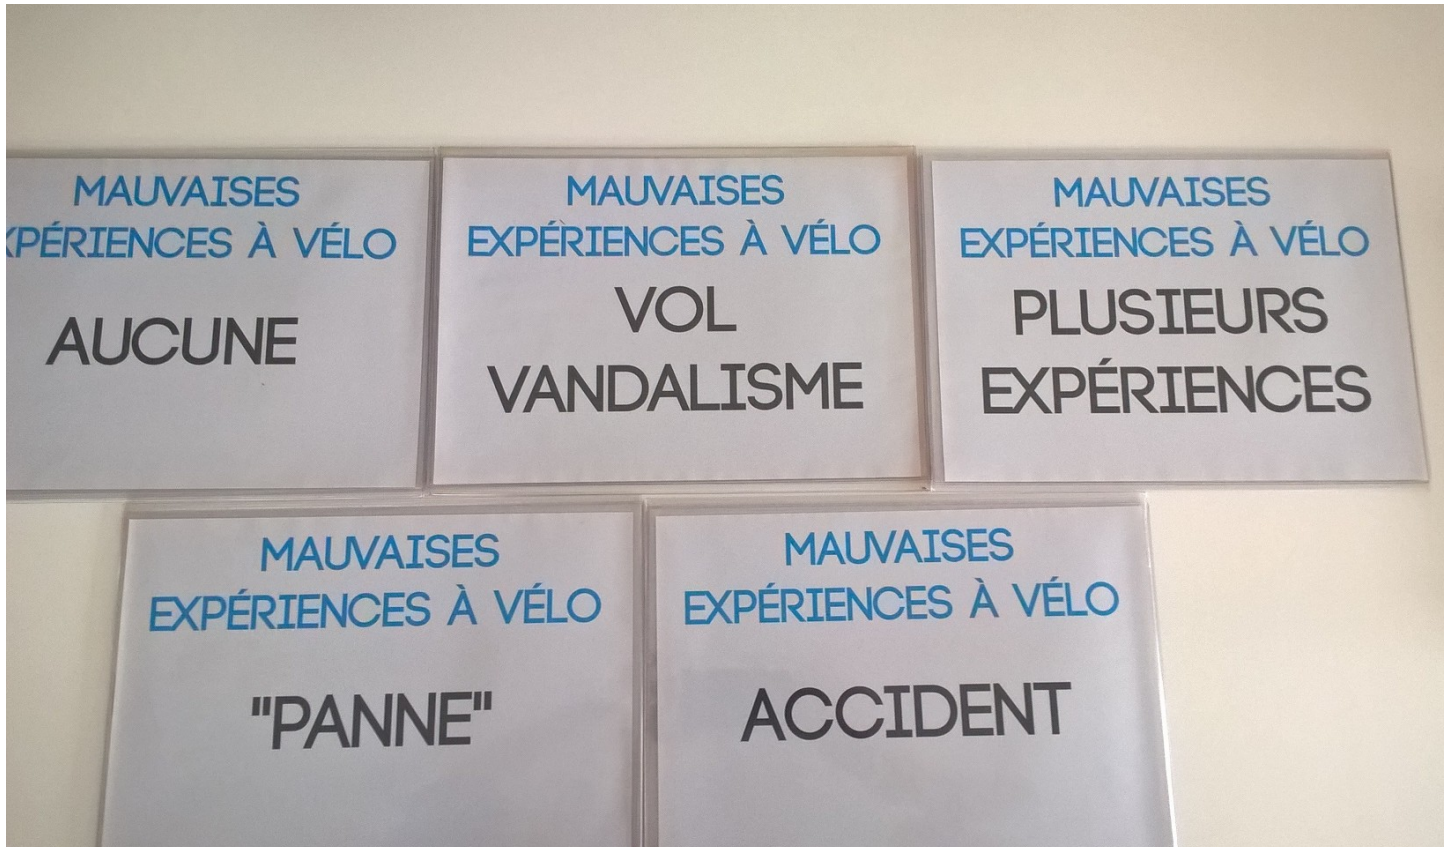 MAUVAISES
XPÉRIENCES À VÉLO
AUCUNE
MAUVAISES
EXPÉRIENCES À VÉLO
VOL
VANDALISME
MAUVAISES
EXPÉRIENCES À VÉLO
PLUSIEURS
EXPÉRIENCES
MAUVAISES
EXPÉRIENCES À VÉLO
"PANNE"
MAUVAISES
EXPÉRIENCES À VÉLO
ACCIDENT